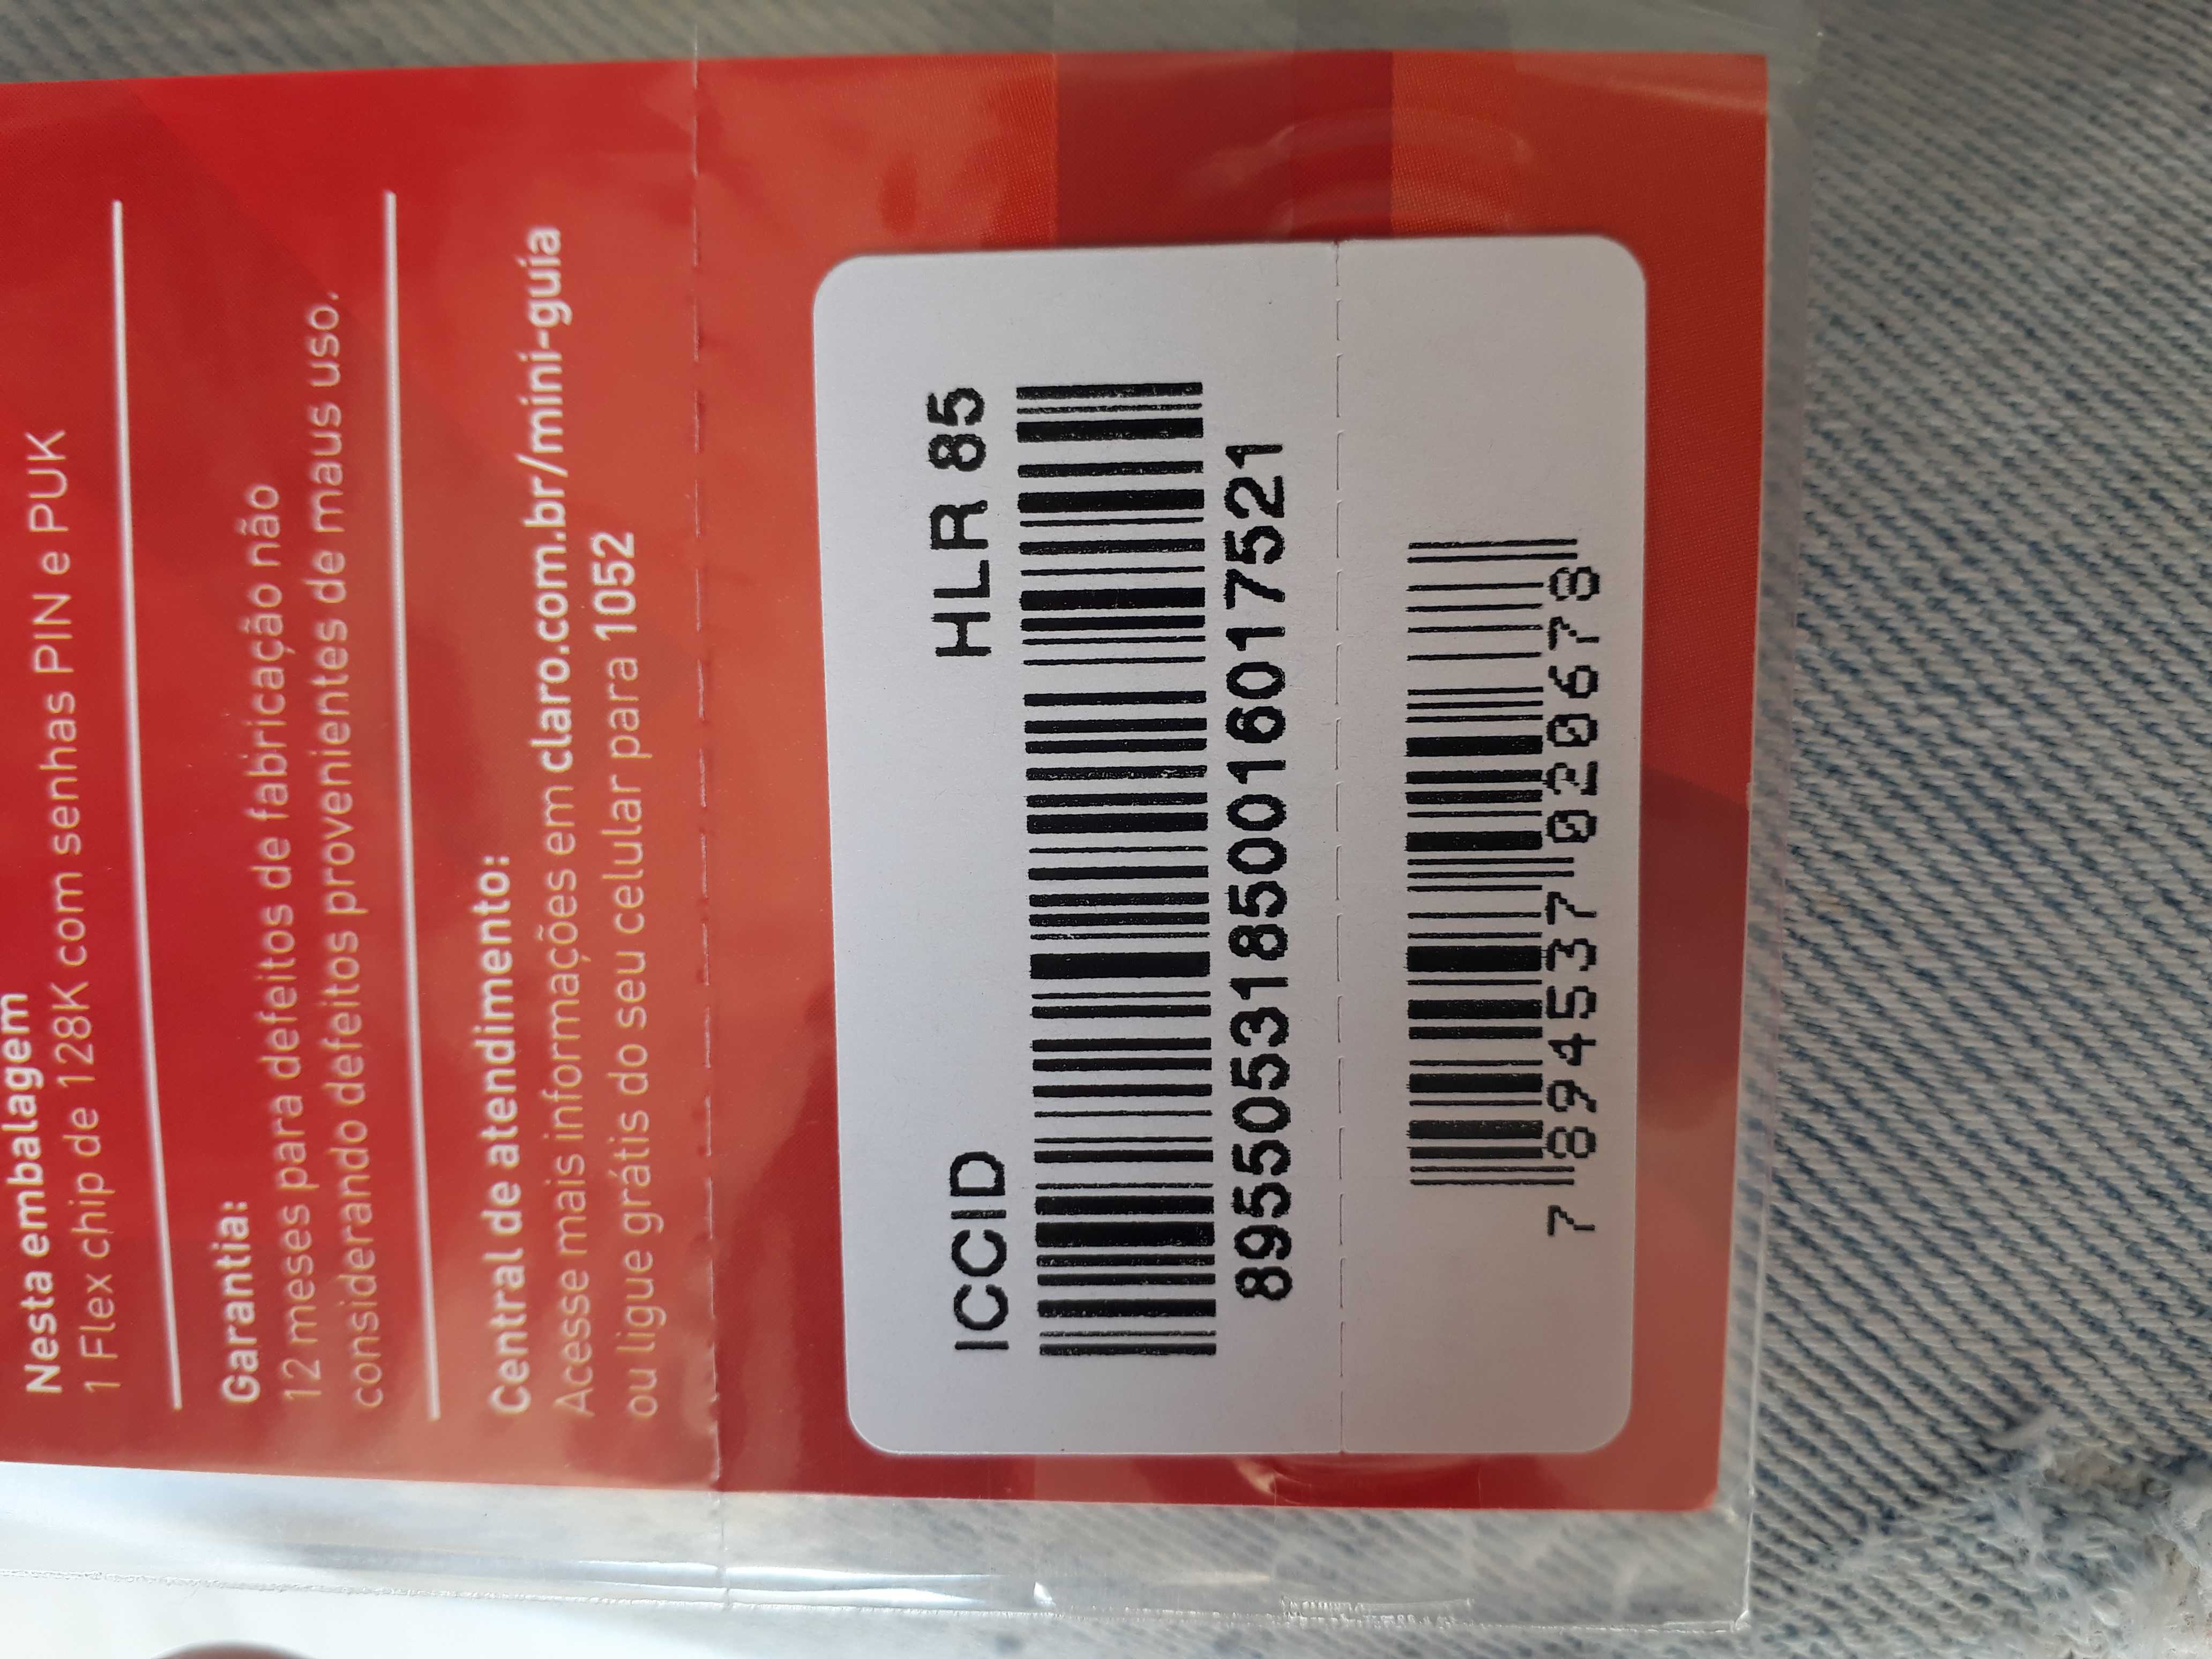 Nesta embalagem
1 Flex chip de 128K com senhas PIN e PUK
Garantia:
12 meses para defeitos de fabricação não
considerando defeitos provenientes de maus uso.
Central de atendimento:
Acesse mais informações em claro.com.br/mini-guia
ou ligue grátis do seu celular para 1052
ICCID HLR 85
89550531850016017521
7 894537 020678